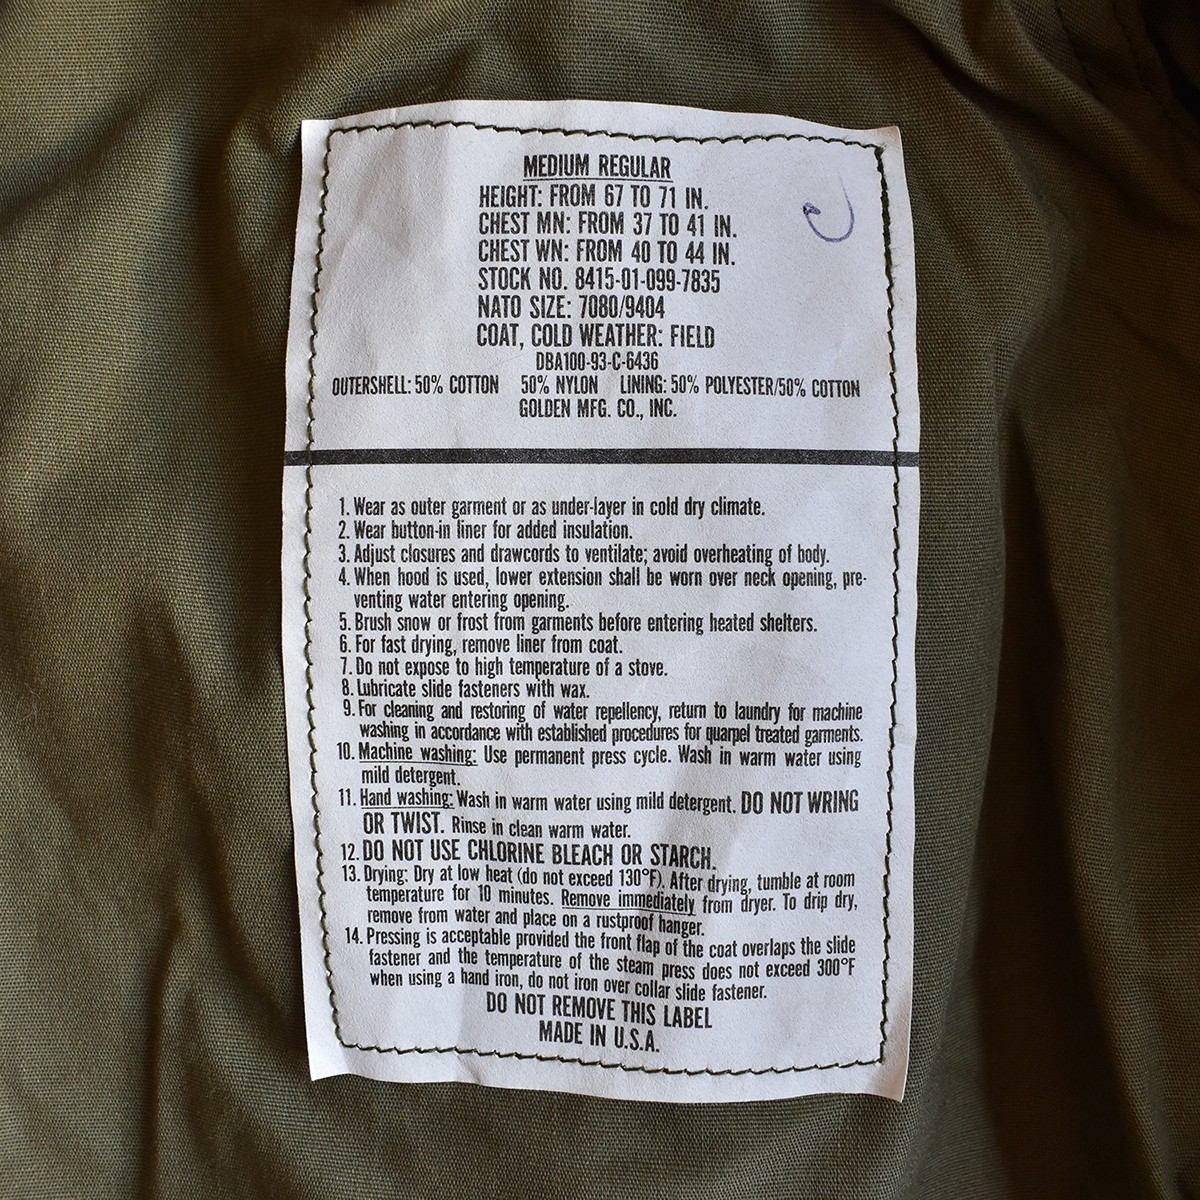 MEDIUM REGULAR
HEIGHT: FROM 67 TO 71 IN.
CHEST MN: FROM 37 TO 41 IN.
CHEST WN: FROM 40 TO 44 IN.
STOCK NO. 8415-01-099-7835
NATO SIZE: 7080/9404
COAT, COLD WEATHER: FIELD
DBA100-93-C-6436
OUTERSHELL: 50% COTTON 50% NYLON LINING: 50% POLYESTER/50% COTTON
GOLDEN MFG. CO., INC.
1. Wear as outer garment or as under-layer in cold dry climate.
2. Wear button-in liner for added insulation.
3. Adjust closures and drawcords to ventilate; avoid overheating of body.
4. When hood is used, lower extension shall be worn over neck opening, pre-
venting water entering opening.
5. Brush snow or frost from garments before entering heated shelters.
6. For fast drying, remove liner from coat.
7. Do not expose to high temperature of a stove.
8. Lubricate slide fasteners with wax.
9. For cleaning and restoring of water repellency, return to laundry for machine
washing in accordance with established procedures for quarpel treated garments.
10. Machine washing: Use permanent press cycle. Wash in warm water using
mild detergent.
11. Hand washing: Wash in warm water using mild detergent. DO NOT WRING
OR TWIST. Rinse in clean warm water.
12. DO NOT USE CHLORINE BLEACH OR STARCH.
13. Drying: Dry at low heat (do not exceed 130°F). After drying, tumble at room
temperature for 10 minutes. Remove immediately from dryer. To drip dry,
remove from water and place on a rustproof hanger.
14. Pressing is acceptable provided the front flap of the coat overlaps the slide
fastener and the temperature of the steam press does not exceed 300°F
when using a hand iron, do not iron over collar slide fastener.
DO NOT REMOVE THIS LABEL
MADE IN U.S.A.